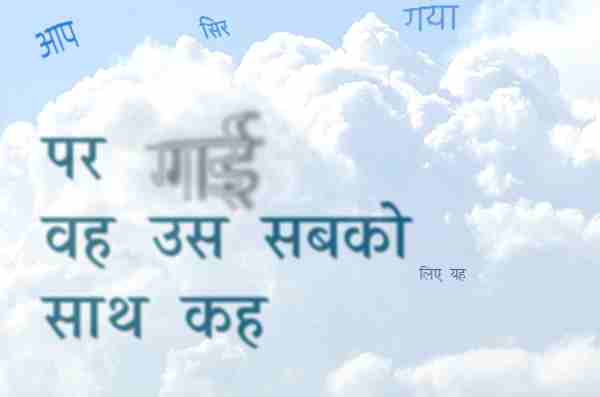 आप
सिर
गया
पर
वह उस सबको
लिए यह
साथ कह